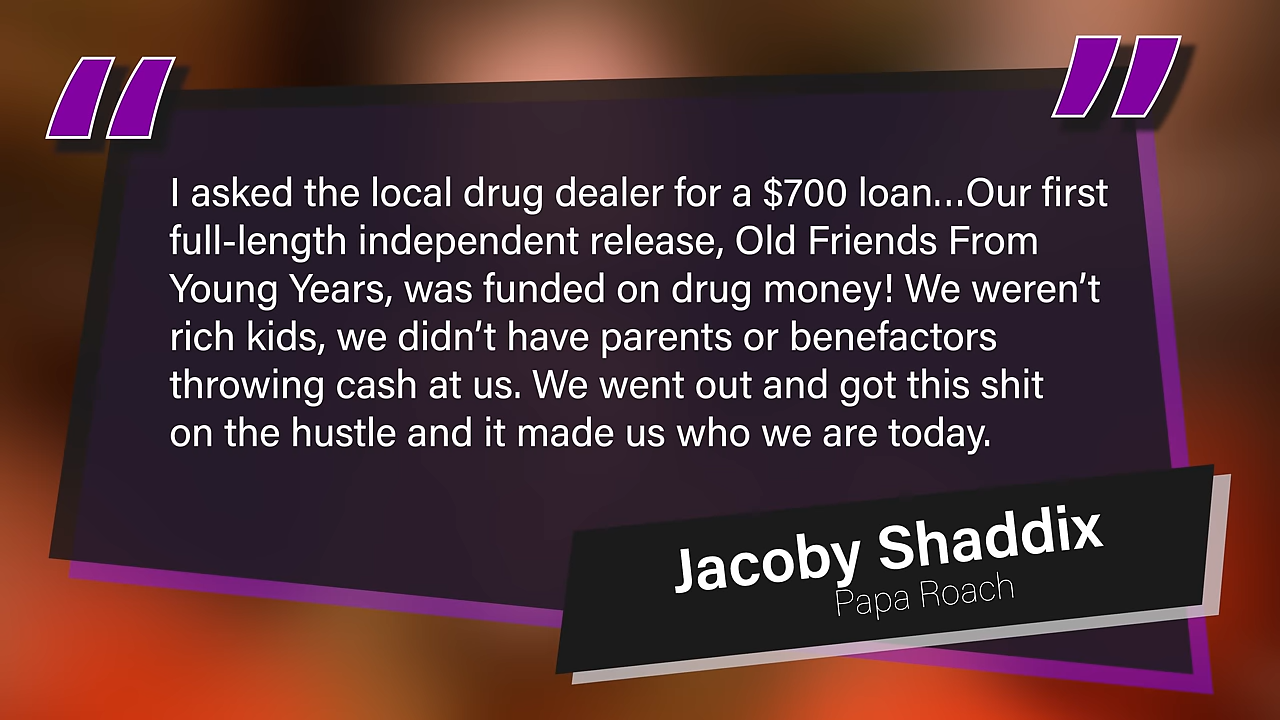 I asked the local drug dealer for a $700 loan...Our first
full-length independent release, Old Friends From
Young Years, was funded on drug money! We weren’t
rich kids, we didn’t have parents or benefactors
throwing cash at us. We went out and got this shit
on the hustle and it made us who we are today.
Jacoby Shaddix
Papa Roach